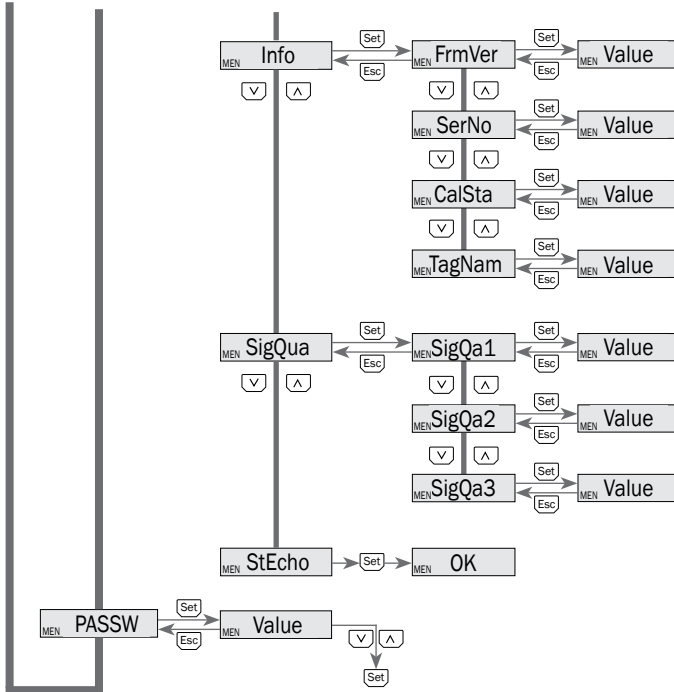 Set
MEN Info
MEN FrmVer
Set
MEN Value
Esc
Esc
Set
MEN SerNo
MEN Value
Esc
Set
MEN CalSta
MEN Value
Esc
Set
MEN TagNam
MEN Value
Esc
Set
MEN SigQua
MEN SigQa1
Set
MEN Value
Esc
Esc
Set
MEN SigQa2
MEN Value
Esc
Set
MEN SigQa3
MEN Value
Esc
MEN StEcho
Set
MEN OK
MEN PASSW
Set
Esc
MEN Value
Set